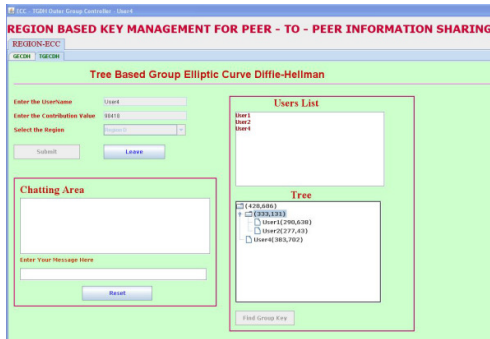 ECC - TGDH Outer Group Controller - User4
REGION BASED KEY MANAGEMENT FOR PEER - TO - PEER INFORMATION SHARING
REGION-ECC
GECDH TGECDH
Tree Based Group Elliptic Curve Diffie-Hellman
Enter the UserName User4
Enter the Contribution Value 98418
Select the Region
Submit Leave
Users List
User1
User2
User4
Chatting Area
Enter Your Message Here
Reset
Tree
(428,686)
(333,131)
User1(290,630)
User2(277,43)
User4(383,702)
Find Group Key